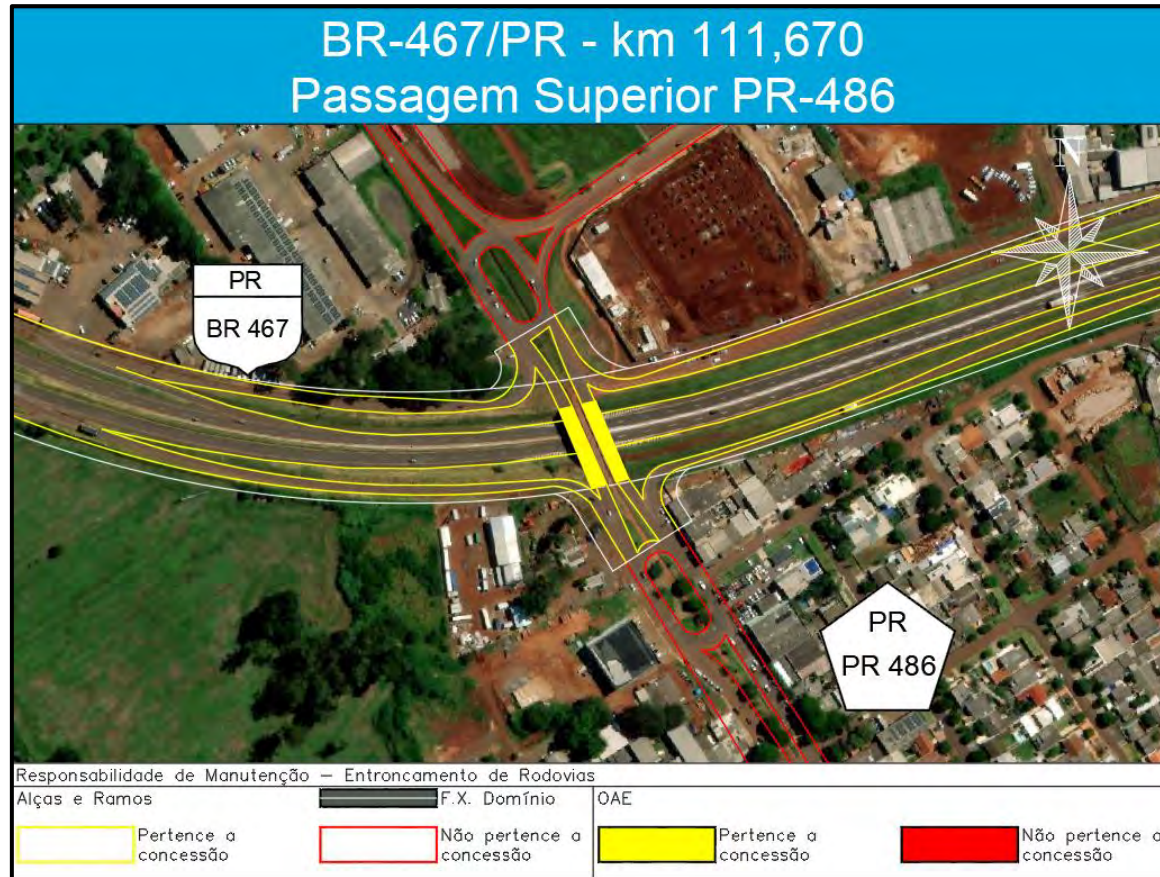 BR-467/PR - km 111,670
Passagem Superior PR-486
N
PR
BR 467
PR
PR 486
Responsabilidade de Manutenção – Entroncamento de Rodovias
Alças e Ramos
F.X. Domínio
OAE
Pertence a
concessão
Não pertence a
concessão
Pertence a
concessão
Não pertence a
concessão